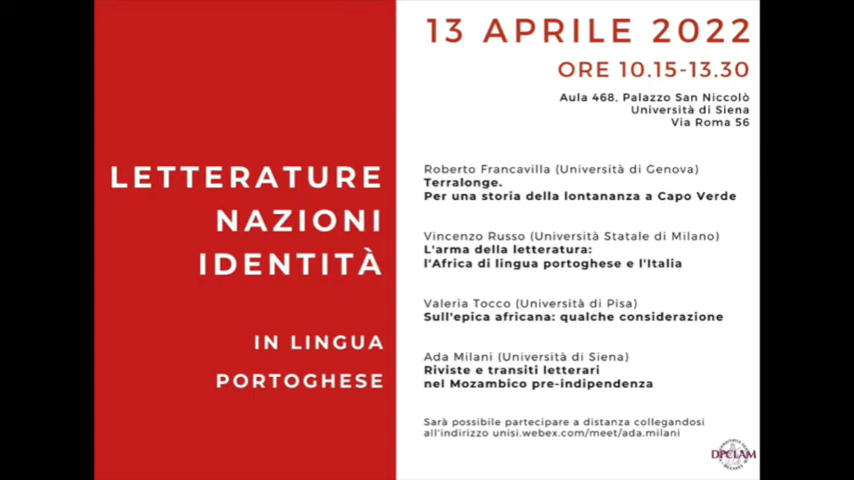 LETTERATURE
NAZIONI
IDENTITÀ
IN LINGUA
PORTOGHESE
13 APRILE 2022
ORE 10.15-13.30
Aula 468, Palazzo San Niccolò
Università di Siena
Via Roma 56
Roberto Francavilla (Università di Genova)
Terralonge.
Per una storia della lontananza a Capo Verde
Vincenzo Russo (Università Statale di Milano)
L'arma della letteratura:
l'Africa di lingua portoghese e l'Italia
Valeria Tocco (Università di Pisa)
Sull'epica africana: qualche considerazione
Ada Milani (Università di Siena)
Riviste e transiti letterari
nel Mozambico pre-indipendenza
Sarà possibile partecipare a distanza collegandosi
all'indirizzo unisi.webex.com/meet/ada.milani
DPCLAM